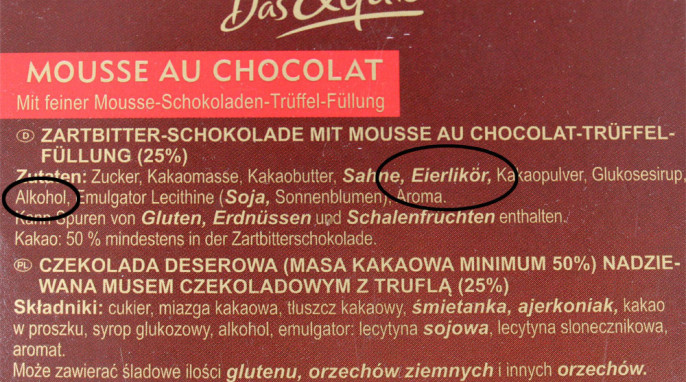 Das
MOUSSE AU CHOCOLAT
Mit feiner Mousse-Schokoladen-Trüffel-Füllung
D ZARTBITTER-SCHOKOLADE MIT MOUSSE AU CHOCOLAT-TRÜFFEL-
FÜLLUNG (25%)
Zutaten: Zucker, Kakaomasse, Kakaobutter, Sahne, Eierlikör, Kakaopulver, Glukosesirup,
Alkohol, Emulgator Lecithine (Soja, Sonnenblumen), Aroma.
Kann Spuren von Gluten, Erdnüssen und Schalenfrüchten enthalten.
Kakao: 50 % mindestens in der Zartbitterschokolade.
PL CZEKOLADA DESEROWA (MASA KAKAOWA MINIMUM 50%) NADZIE-
WANA MUSEM CZEKOLADOWYM Z TRUFLĄ (25%)
Składniki: cukier, miazga kakaowa, tłuszcz kakaowy, śmietanka, ajerkoniak, kakao
w proszku, syrop glukozowy, alkohol, emulgator: lecytyna sojowa, lecytyna slonecznikowa,
aromat.
Może zawierać śladowe ilości glutenu, orzechów ziemnych i innych orzechów.